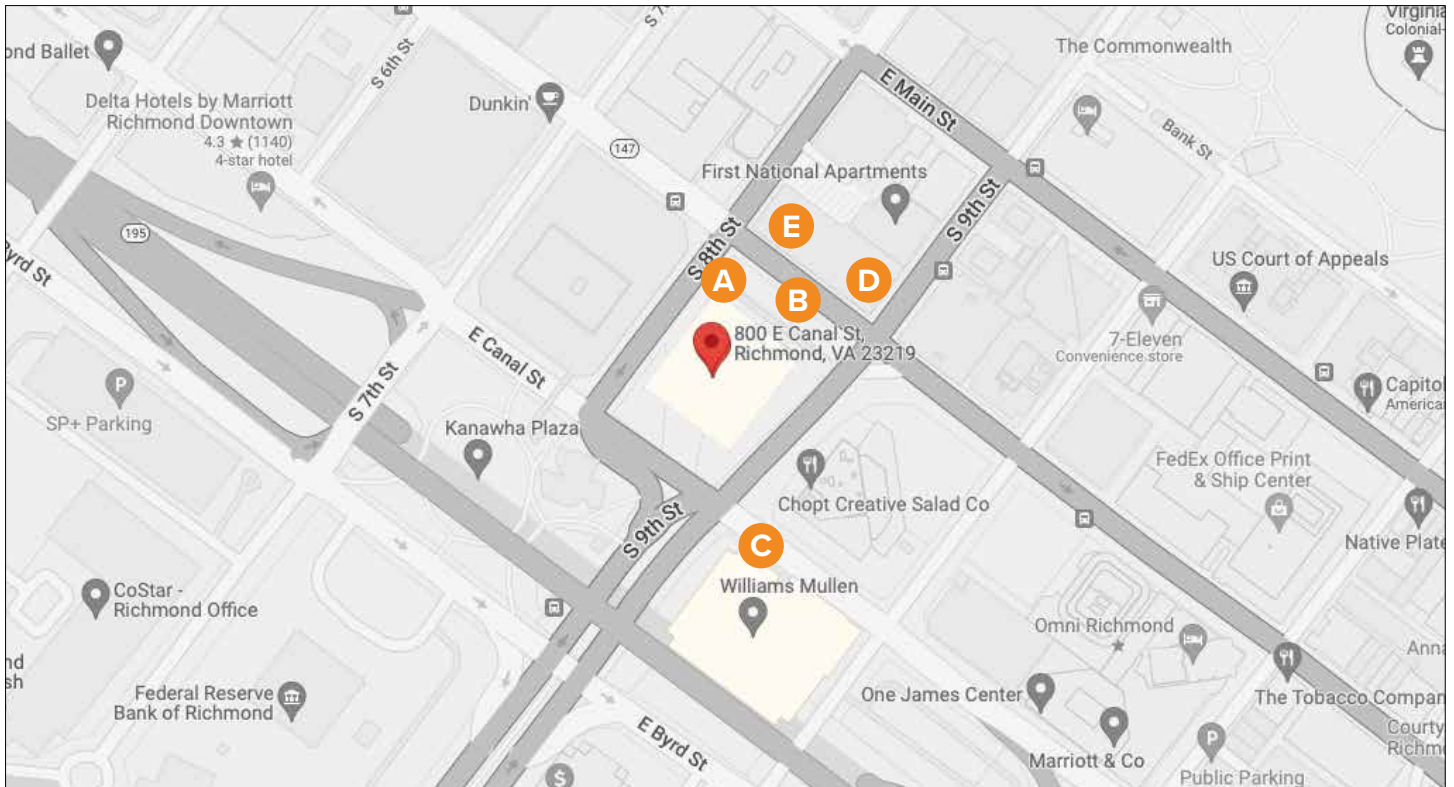 ond Ballet
S 6th St
S 7
Virginia
Colonial-
The Commonwealth
Delta Hotels by Marriott
Richmond Downtown
4.3 ★ (1140)
4-star hotel
Dunkin'
E Main St
147
Bank St
First National Apartments
195
E
S 8th St
S 9th St
Byrd St
A
B
D
US Court of Appeals
800 E Canal St,
Richmond, VA 23219
7-Eleven
Convenience store
E Canal St
S 7th St
P
SP+ Parking
Capitol
American
Kanawha Plaza
FedEx Office Print
& Ship Center
Chopt Creative Salad Co
S 9th St
C
Native Plate
CoStar -
Richmond Office
Williams Mullen
Omni Richmond
Anna
nd
sh
Federal Reserve
Bank of Richmond
One James Center
The Tobacco Compan
E Byrd St
Courty
Richm
Marriott & Co
P
Public Parking
$